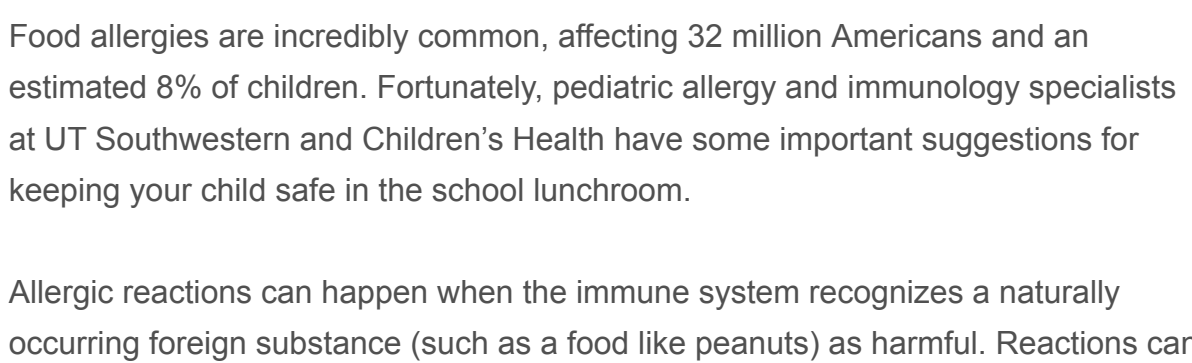 Food allergies are incredibly common, affecting 32 million Americans and an
estimated 8% of children. Fortunately, pediatric allergy and immunology specialists
at UT Southwestern and Children’s Health have some important suggestions for
keeping your child safe in the school lunchroom.
Allergic reactions can happen when the immune system recognizes a naturally
occurring foreign substance (such as a food like peanuts) as harmful. Reactions can